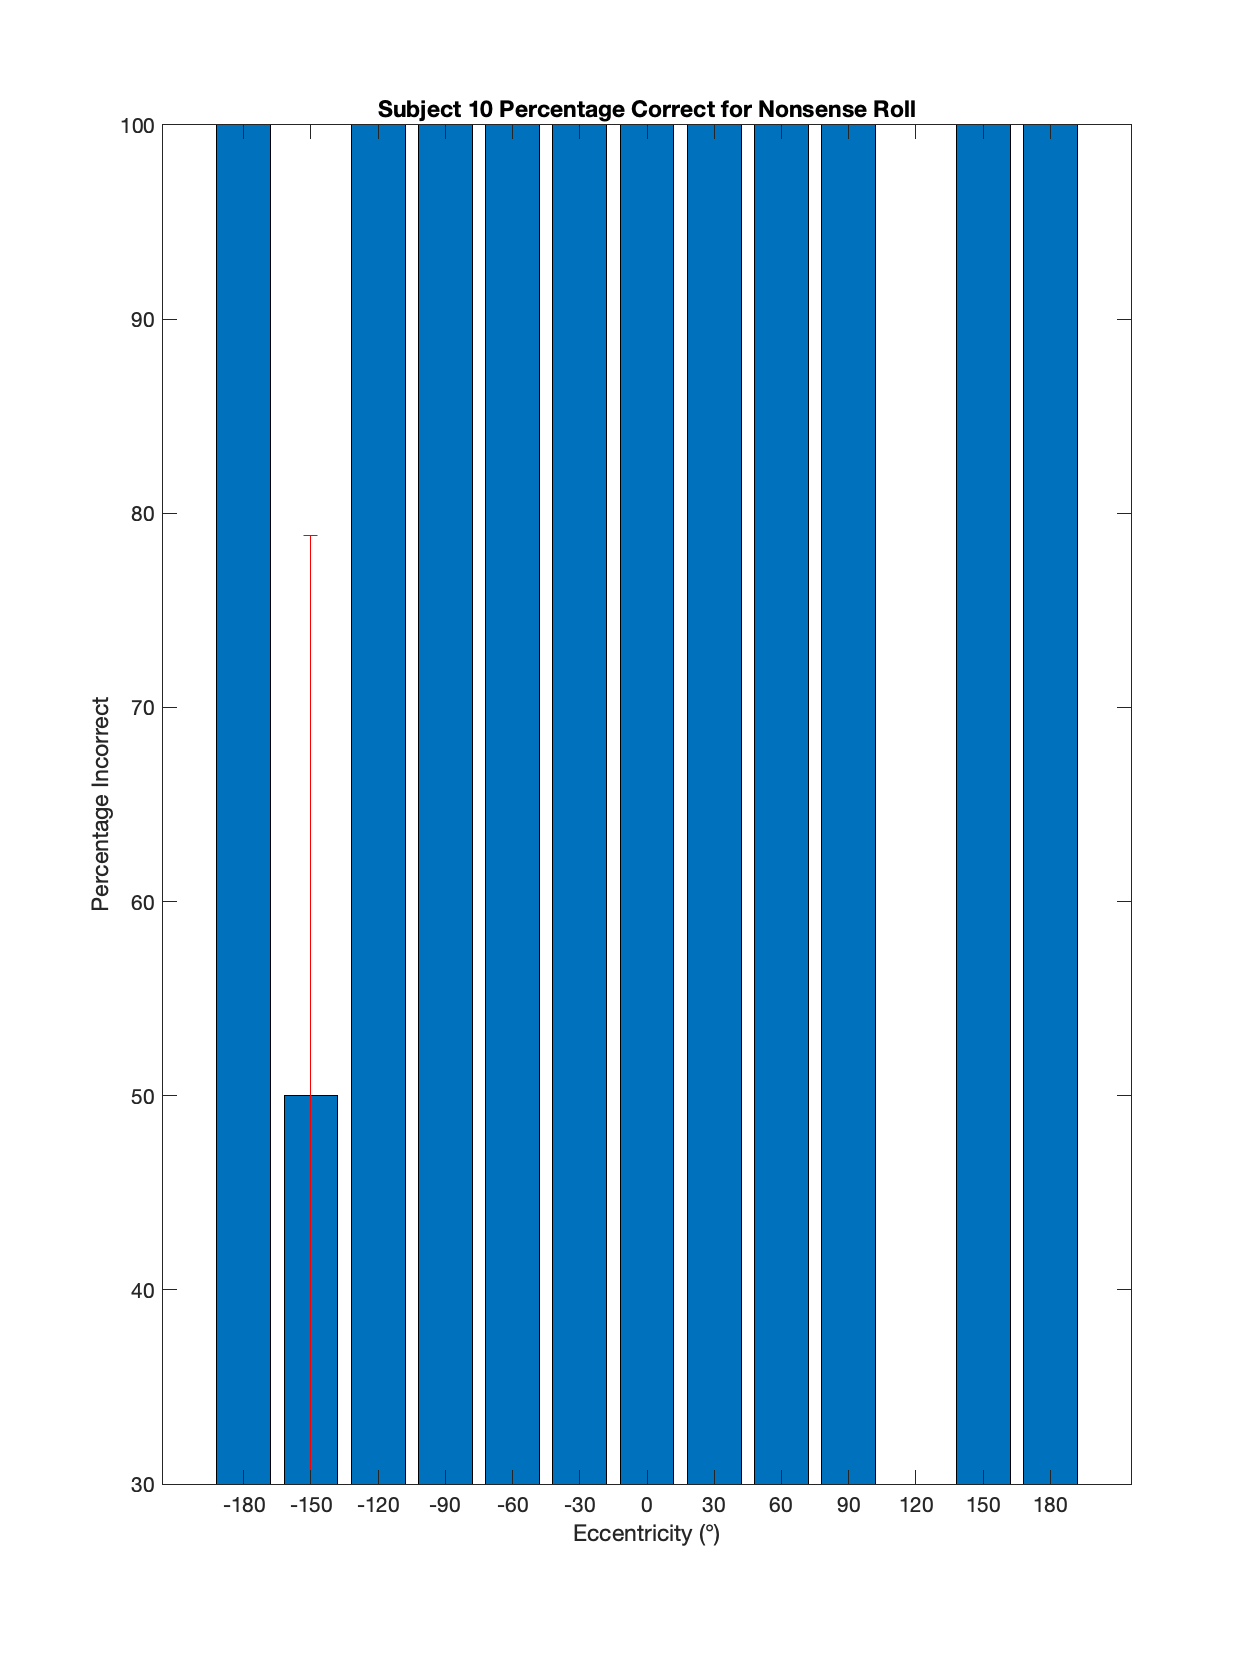 Subject 10 Percentage Correct for Nonsense Roll
100
90
80
70
60
50
40
30
Percentage Incorrect
-180 -150 -120 -90 -60 -30 0 30 60 90 120 150 180
Eccentricity (°)